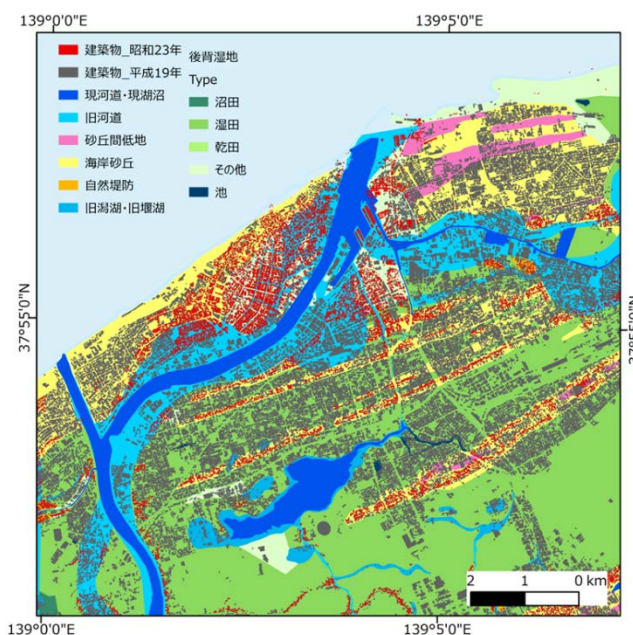 139°0'0"E
139°5'0"E
建築物_昭和23年
建築物_平成19年
現河道・現湖沼
旧河道
砂丘間低地
海岸砂丘
自然堤防
旧潟湖・旧堰湖
後背湿地
Type
沼田
湿田
乾田
その他
池
37°55'0"N
37°55'0"N
2 1 0 km
139°0'0"E
139°5'0"E